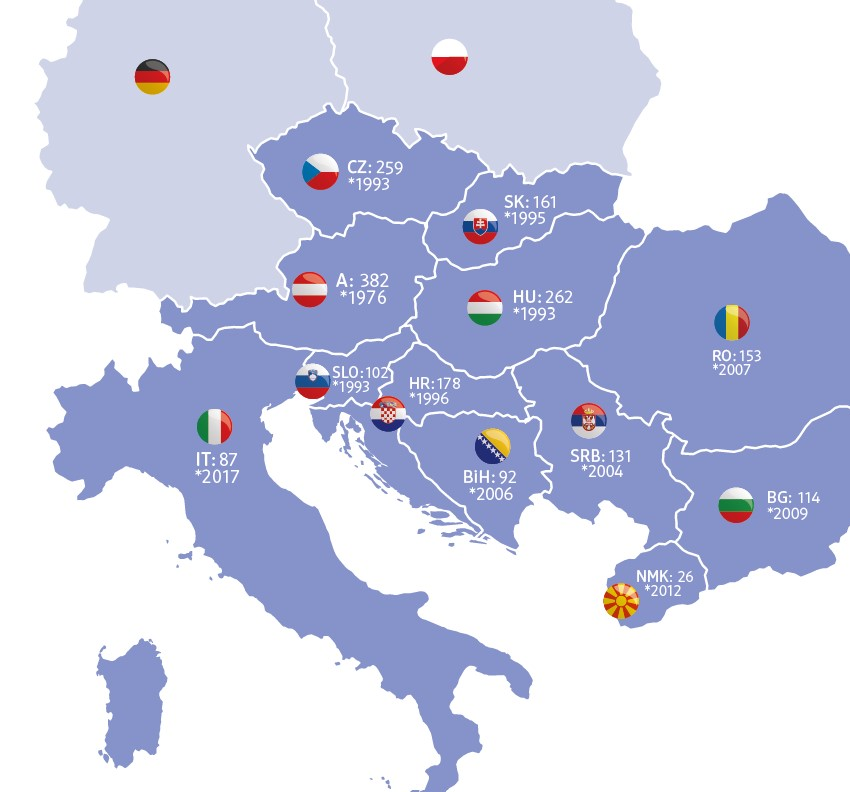 CZ: 259
*1993
SK: 161
*1995
A: 382
*1976
HU: 262
*1993
RO: 153
*2007
SLO: 102
*1993
HR: 178
*1996
IT: 87
*2017
BiH: 92
*2006
SRB: 131
*2004
BG: 114
*2009
NMK: 26
*2012